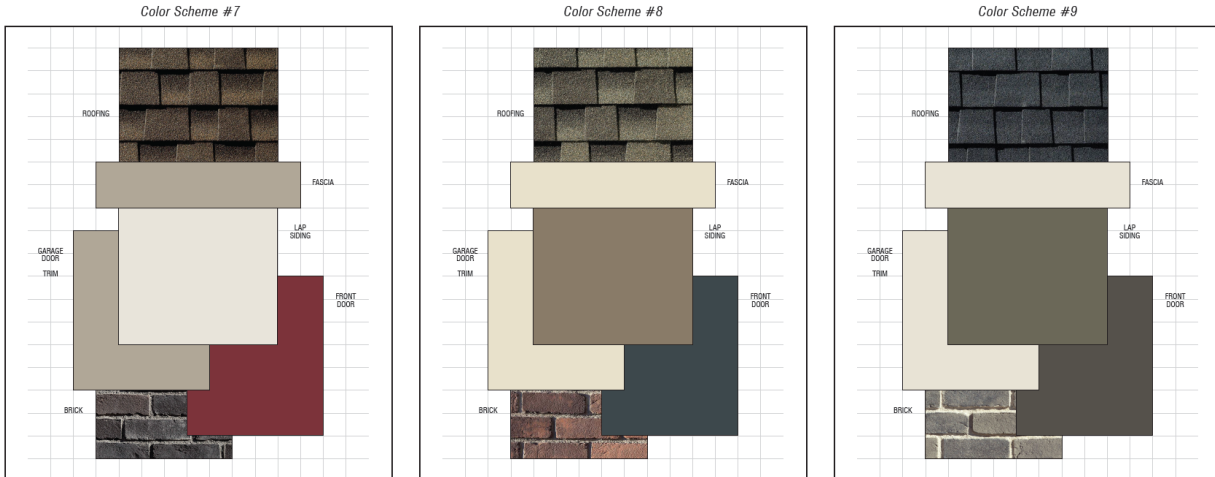 Color Scheme #7
ROOFING
FASCIA
LAP
SIDING
GARAGE
DOOR
TRIM
FRONT
DOOR
BRICK
Color Scheme #8
ROOFING
FASCIA
LAP
SIDING
GARAGE
DOOR
TRIM
FRONT
DOOR
BRICK
Color Scheme #9
ROOFING
FASCIA
LAP
SIDING
GARAGE
DOOR
TRIM
FRONT
DOOR
BRICK